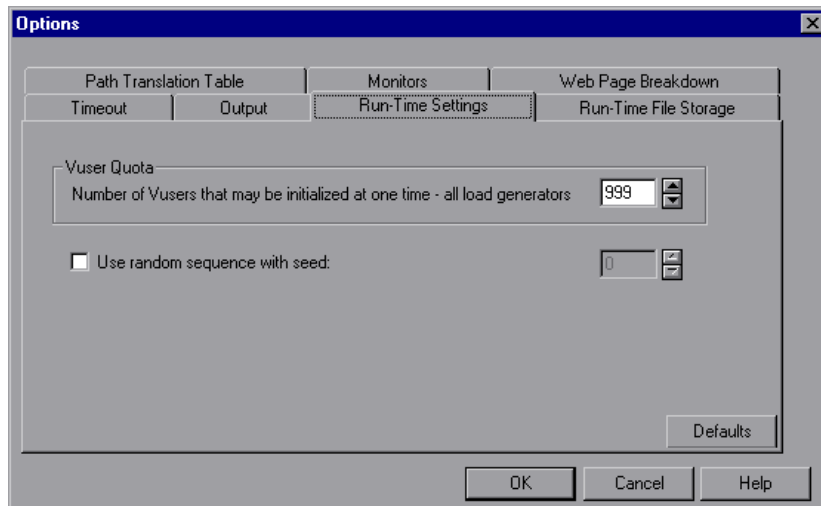 Options
Path Translation Table Monitors Web Page Breakdown
Timeout Output Run-Time Settings Run-Time File Storage
Vuser Quota
Number of Vusers that may be initialized at one time - all load generators 999
Use random sequence with seed: 0
Defaults
OK Cancel Help